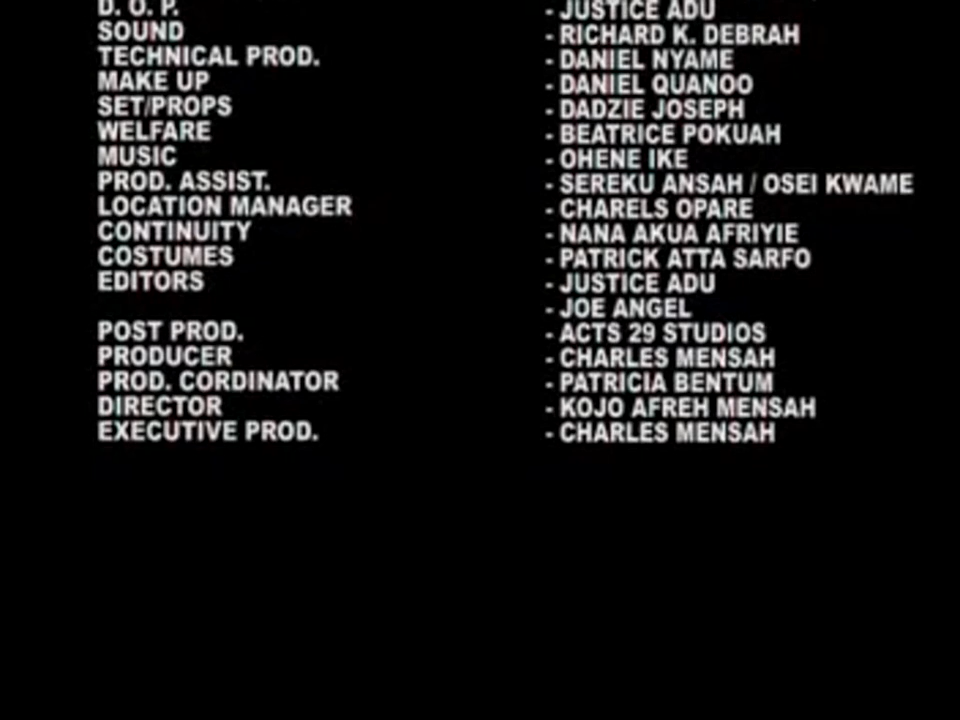 D. O. P. - JUSTICE ADU
SOUND - RICHARD K. DEBRAH
TECHNICAL PROD. - DANIEL NYAME
MAKE UP - DANIEL QUANOO
SET/PROPS - DADZIE JOSEPH
WELFARE - BEATRICE POKUAH
MUSIC - OHENE IKE
PROD. ASSIST. - SEREKU ANSAH / OSEI KWAME
LOCATION MANAGER - CHARELS OPARE
CONTINUITY - NANA AKUA AFRIYIE
COSTUMES - PATRICK ATTA SARFO
EDITORS - JUSTICE ADU
- JOE ANGEL
POST PROD. - ACTS 29 STUDIOS
PRODUCER - CHARLES MENSAH
PROD. CORDINATOR - PATRICIA BENTUM
DIRECTOR - KOJO AFREH MENSAH
EXECUTIVE PROD. - CHARLES MENSAH